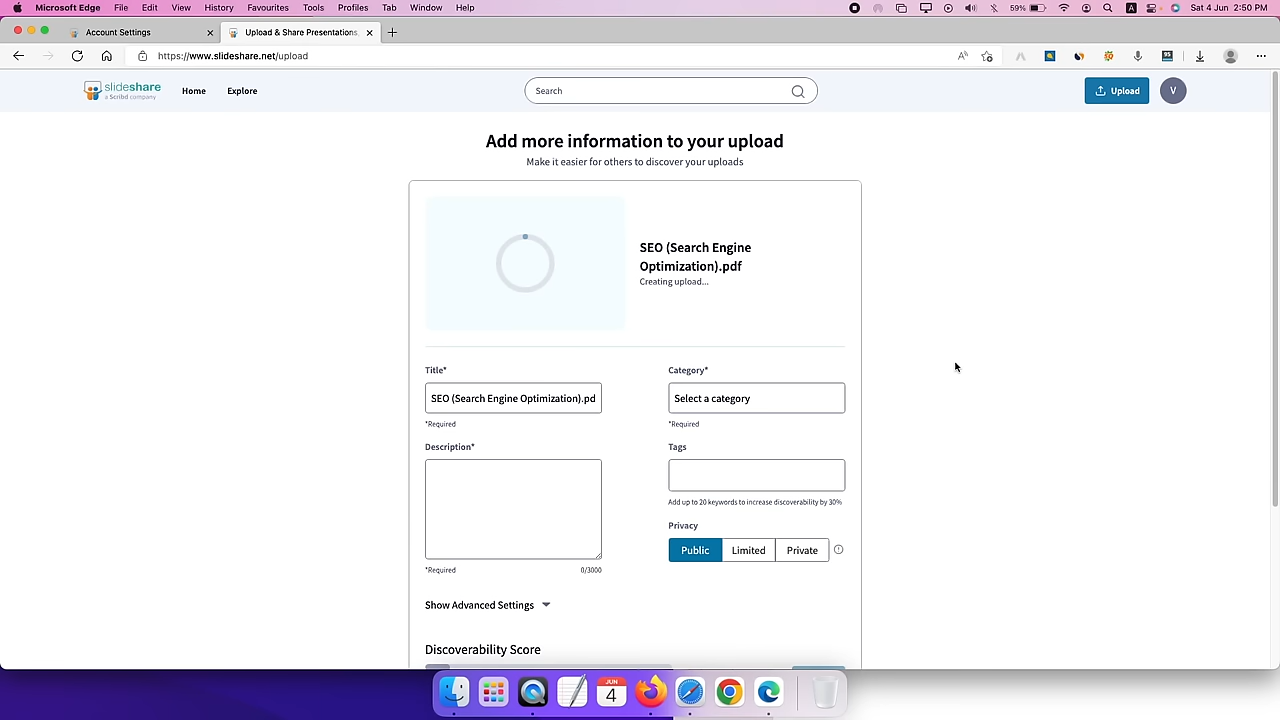 Microsoft Edge File Edit View History Favourites Tools Profiles Tab Window Help 59% A Sat 4 Jun 2:50 PM
Account Settings Upload & Share Presentations
https://www.slideshare.net/upload
slideshare
a Scribd company
Home Explore Search Upload V
Add more information to your upload
Make it easier for others to discover your uploads
SEO (Search Engine
Optimization).pdf
Creating upload...
Title* Category*
SEO (Search Engine Optimization).pd Select a category
*Required *Required
Description* Tags
Add up to 20 keywords to increase discoverability by 30%
Privacy
Public Limited Private
*Required 0/3000
Show Advanced Settings
Discoverability Score
JUN
4